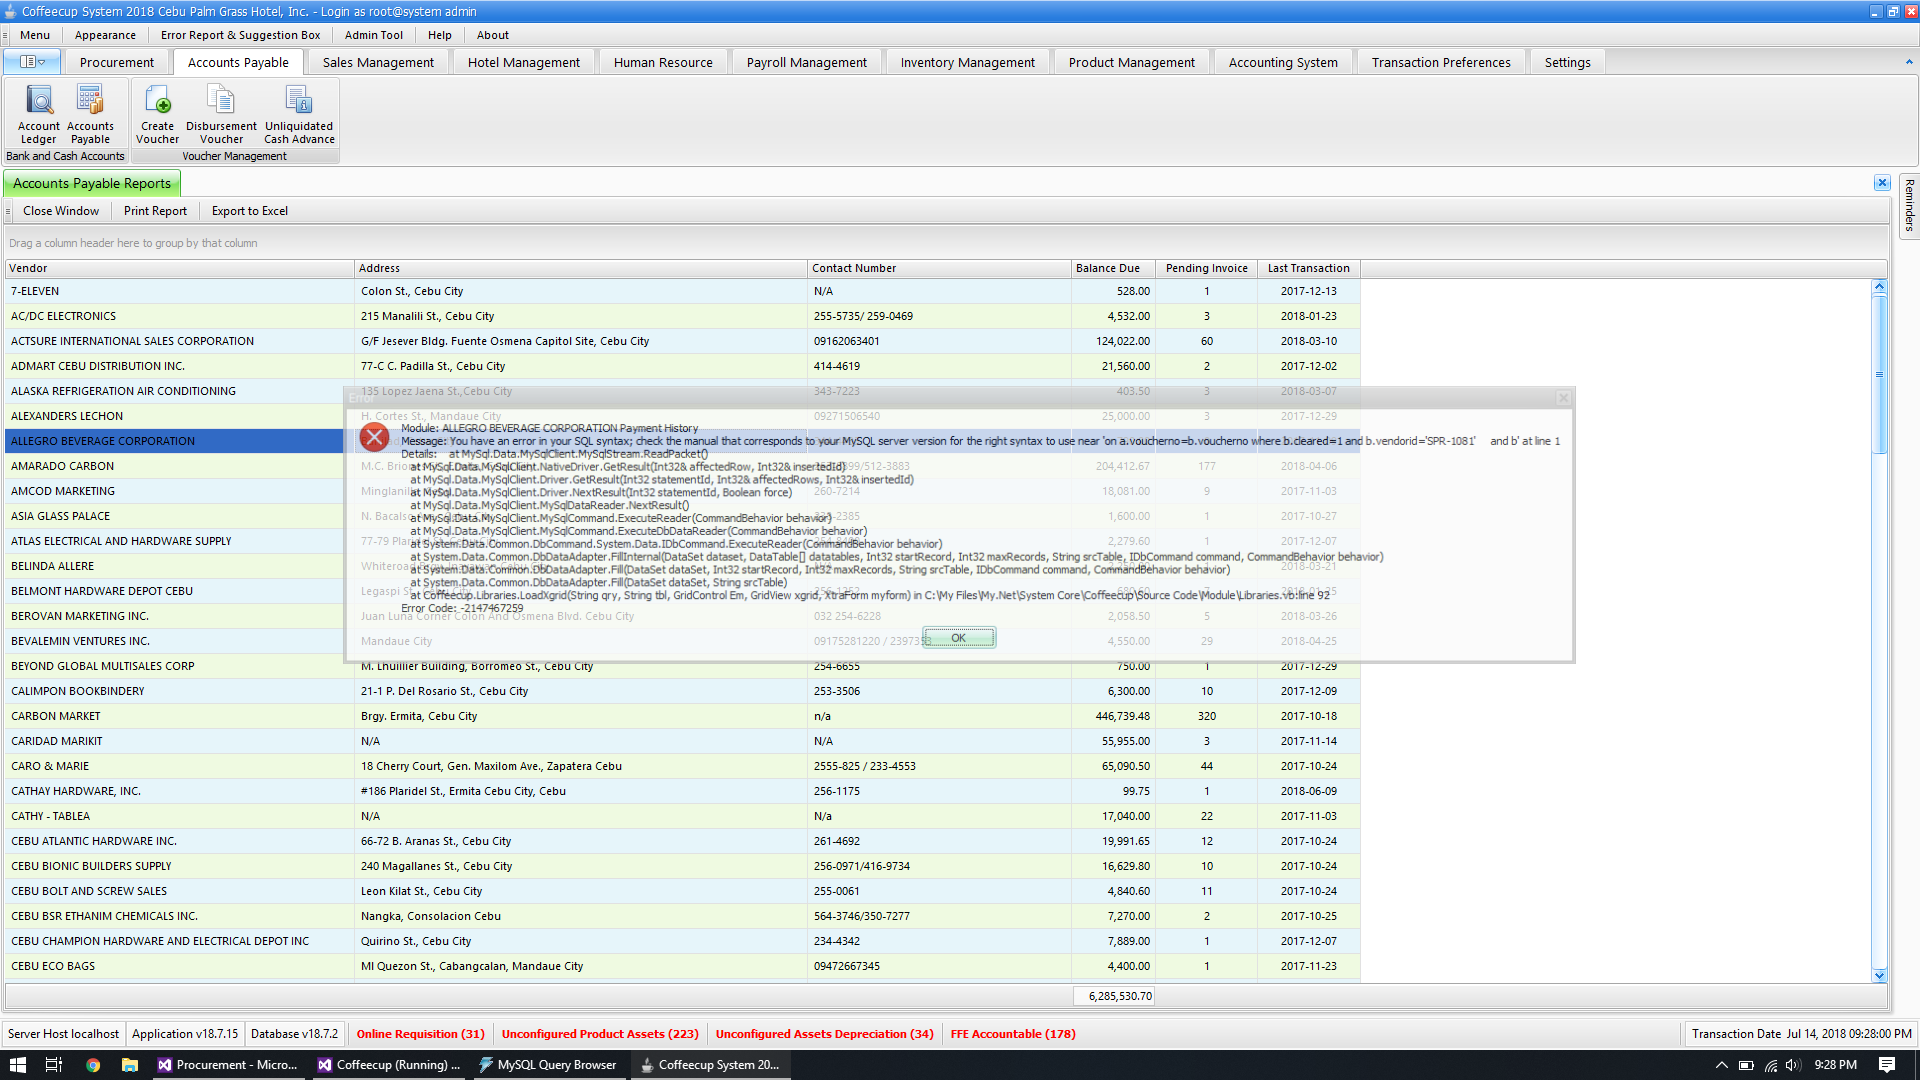 Coffeecup System 2018 Cebu Palm Grass Hotel, Inc. - Login as root@system admin
Menu Appearance Error Report & Suggestion Box Admin Tool Help About
Procurement Accounts Payable Sales Management Hotel Management Human Resource Payroll Management Inventory Management Product Management Accounting System Transaction Preferences Settings
Account Ledger Accounts Payable Create Voucher Disbursement Voucher Unliquidated Cash Advance
Bank and Cash Accounts Voucher Management
Accounts Payable Reports
Reminders
Close Window Print Report Export to Excel
Drag a column header here to group by that column
Vendor Address Contact Number Balance Due Pending Invoice Last Transaction
7-ELEVEN Colon St., Cebu City N/A 528.00 1 2017-12-13
AC/DC ELECTRONICS 215 Manalili St., Cebu City 255-5735/ 259-0469 4,532.00 3 2018-01-23
ACTSURE INTERNATIONAL SALES CORPORATION G/F Jesever Bldg. Fuente Osmena Capitol Site, Cebu City 09162063401 124,022.00 60 2018-03-10
ADMART CEBU DISTRIBUTION INC. 77-C C. Padilla St., Cebu City 414-4619 21,560.00 2 2017-12-02
ALASKA REFRIGERATION AIR CONDITIONING 135 Lopez Jaena St.,Cebu City 343-7223 403.50 3 2018-03-07
Error
ALEXANDERS LECHON H. Cortes St., Mandaue City 09271506540 25,000.00 3 2017-12-29
Module: ALLEGRO BEVERAGE CORPORATION Payment History
ALLEGRO BEVERAGE CORPORATION
Message: You have an error in your SQL syntax; check the manual that corresponds to your MySQL server version for the right syntax to use near 'on a.voucherno=b.voucherno where b.cleared=1 and b.vendorid='SPR-1081' and b' at line 1
Details: at MySql.Data.MySqlClient.MySqlStream.ReadPacket()
AMARADO CARBON M.C. 204,412.67 177 2018-04-06
at MySql.Data.MySqlClient.NativeDriver.GetResult(Int32& affectedRow, Int32& insertedId)
at MySql.Data.MySqlClient.Driver.GetResult(Int32 statementId, Int32& affectedRows, Int32& insertedId)
AMCOD MARKETING 260-7214 18,081.00 9 2017-11-03
at MySql.Data.MySqlClient.Driver.NextResult(Int32 statementId, Boolean force)
at MySql.Data.MySqlClient.MySqlDataReader.NextResult()
ASIA GLASS PALACE 1,600.00 1 2017-10-27
at MySql.Data.MySqlClient.MySqlCommand.ExecuteReader(CommandBehavior behavior)
at MySql.Data.MySqlClient.MySqlCommand.ExecuteDbDataReader(CommandBehavior behavior)
ATLAS ELECTRICAL AND HARDWARE SUPPLY 2,279.60 1 2017-12-07
at System.Data.Common.DbCommand.System.Data.IDbCommand.ExecuteReader(CommandBehavior behavior)
at System.Data.Common.DbDataAdapter.FillInternal(DataSet dataset, DataTable[] datatables, Int32 startRecord, Int32 maxRecords, String srcTable, IDbCommand command, CommandBehavior behavior)
BELINDA ALLERE 2018-03-21
at System.Data.Common.DbDataAdapter.Fill(DataSet dataSet, Int32 startRecord, Int32 maxRecords, String srcTable, IDbCommand command, CommandBehavior behavior)
at System.Data.Common.DbDataAdapter.Fill(DataSet dataSet, String srcTable)
BELMONT HARDWARE DEPOT CEBU
at Coffeecup.Libraries.LoadXgrid(String qry, String tbl, GridControl Em, GridView xgrid, XtraForm myform) in C:\My Files\My.Net\System Core\Coffeecup\Source Code\Module\Libraries.vb:line 92
Error Code: -2147467259
BEROVAN MARKETING INC. Juan Luna Corner Colon And Osmena Blvd. Cebu City 032 254-6228 2,058.50 5 2018-03-26
OK
BEVALEMIN VENTURES INC. Mandaue City 09175281220 / 2397353 4,550.00 29 2018-04-25
BEYOND GLOBAL MULTISALES CORP M. Lhuillier Building, Borromeo St., Cebu City 254-6655 750.00 1 2017-12-29
CALIMPON BOOKBINDERY 21-1 P. Del Rosario St., Cebu City 253-3506 6,300.00 10 2017-12-09
CARBON MARKET Brgy. Ermita, Cebu City n/a 446,739.48 320 2017-10-18
CARIDAD MARIKIT N/A N/A 55,955.00 3 2017-11-14
CARO & MARIE 18 Cherry Court, Gen. Maxilom Ave., Zapatera Cebu 2555-825 / 233-4553 65,090.50 44 2017-10-24
CATHAY HARDWARE, INC. #186 Plaridel St., Ermita Cebu City, Cebu 256-1175 99.75 1 2018-06-09
CATHY - TABLEA N/A N/a 17,040.00 22 2017-11-03
CEBU ATLANTIC HARDWARE INC. 66-72 B. Aranas St., Cebu City 261-4692 19,991.65 12 2017-10-24
CEBU BIONIC BUILDERS SUPPLY 240 Magallanes St., Cebu City 256-0971/416-9734 16,629.80 10 2017-10-24
CEBU BOLT AND SCREW SALES Leon Kilat St., Cebu City 255-0061 4,840.60 11 2017-10-24
CEBU BSR ETHANIM CHEMICALS INC. Nangka, Consolacion Cebu 564-3746/350-7277 7,270.00 2 2017-10-25
CEBU CHAMPION HARDWARE AND ELECTRICAL DEPOT INC Quirino St., Cebu City 234-4342 7,889.00 1 2017-12-07
CEBU ECO BAGS MI Quezon St., Cabangcalan, Mandaue City 09472667345 4,400.00 1 2017-11-23
6,285,530.70
Server Host localhost Application v18.7.15 Database v18.7.2 Online Requisition (31) Unconfigured Product Assets (223) Unconfigured Assets Depreciation (34) FFE Accountable (178) Transaction Date Jul 14, 2018 09:28:00 PM
Procurement - Micro... Coffeecup (Running) ... MySQL Query Browser Coffeecup System 20... 9:28 PM